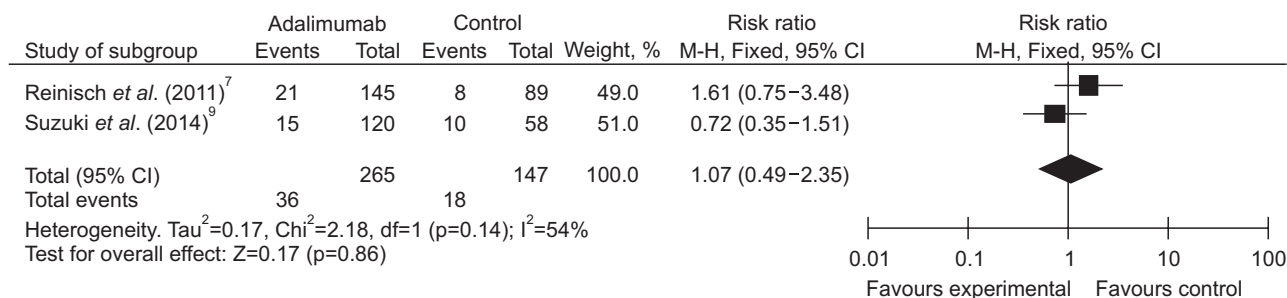 Adalimumab Control Risk ratio Risk ratio
Study of subgroup Events Total Events Total Weight, % M-H, Fixed, 95% CI M-H, Fixed, 95% CI
Reinisch et al. (2011)⁷ 21 145 8 89 49.0 1.61 (0.75−3.48)
Suzuki et al. (2014)⁹ 15 120 10 58 51.0 0.72 (0.35−1.51)
Total (95% CI) 265 147 100.0 1.07 (0.49−2.35)
Total events 36 18
Heterogeneity. Tau²=0.17, Chi²=2.18, df=1 (p=0.14); I²=54%
Test for overall effect: Z=0.17 (p=0.86)
0.01 0.1 1 10 100
Favours experimental Favours control